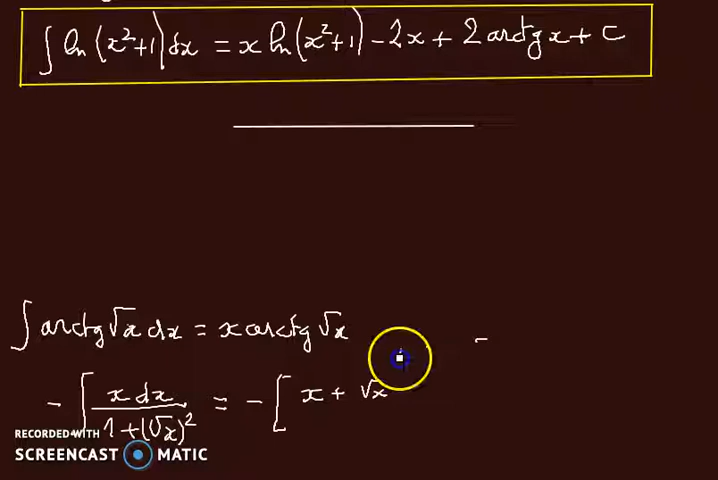 ∫ ln(x²+1)dx = x ln(x²+1) - 2x + 2 arctg x + C
∫ arctg √x dx = x arctg √x -
- ∫ x dx / 1+(√x)² = - [ x + √x
RECORDED WITH
SCREENCAST MATIC